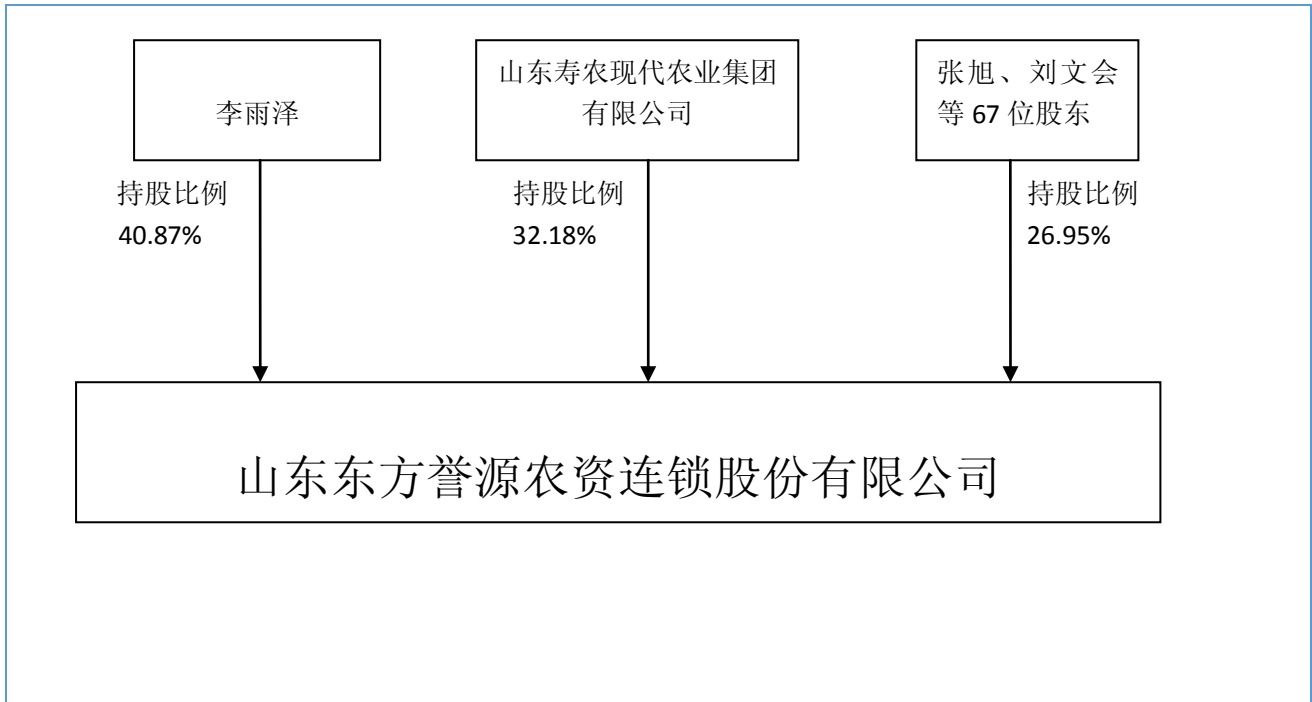 李雨泽
山东寿农现代农业集团
有限公司
张旭、刘文会
等 67 位股东
持股比例
40.87%
持股比例
32.18%
持股比例
26.95%
山东东方誉源农资连锁股份有限公司